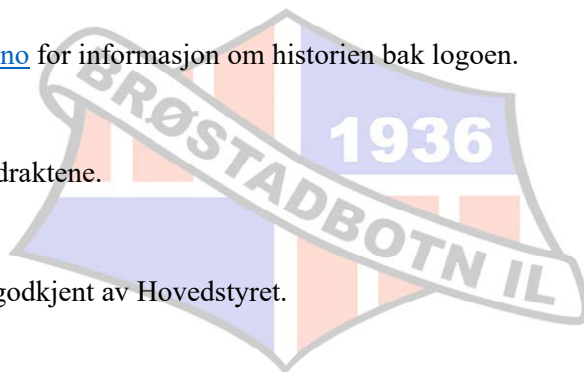 no for informasjon om historien bak logoen.
1936
draktene.
BRØSTADBOTN IL
godkjent av Hovedstyret.